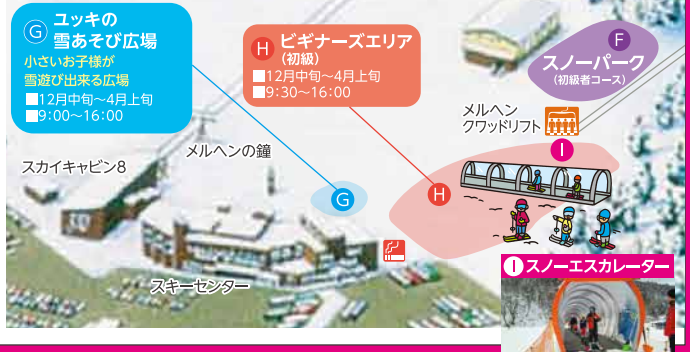 G ユッキの
雪あそび広場
小さいお子様が
雪遊び出来る広場
■12月中旬～4月上旬
■9:00～16:00
H ビギナーズエリア
（初級）
■12月中旬～4月上旬
■9:30～16:00
F
スノーパーク
（初級者コース）
メルヘン
クワッドリフト
I
スカイキャビン8
メルヘンの鐘
G
H
スキーセンター
I スノーエスカレーター